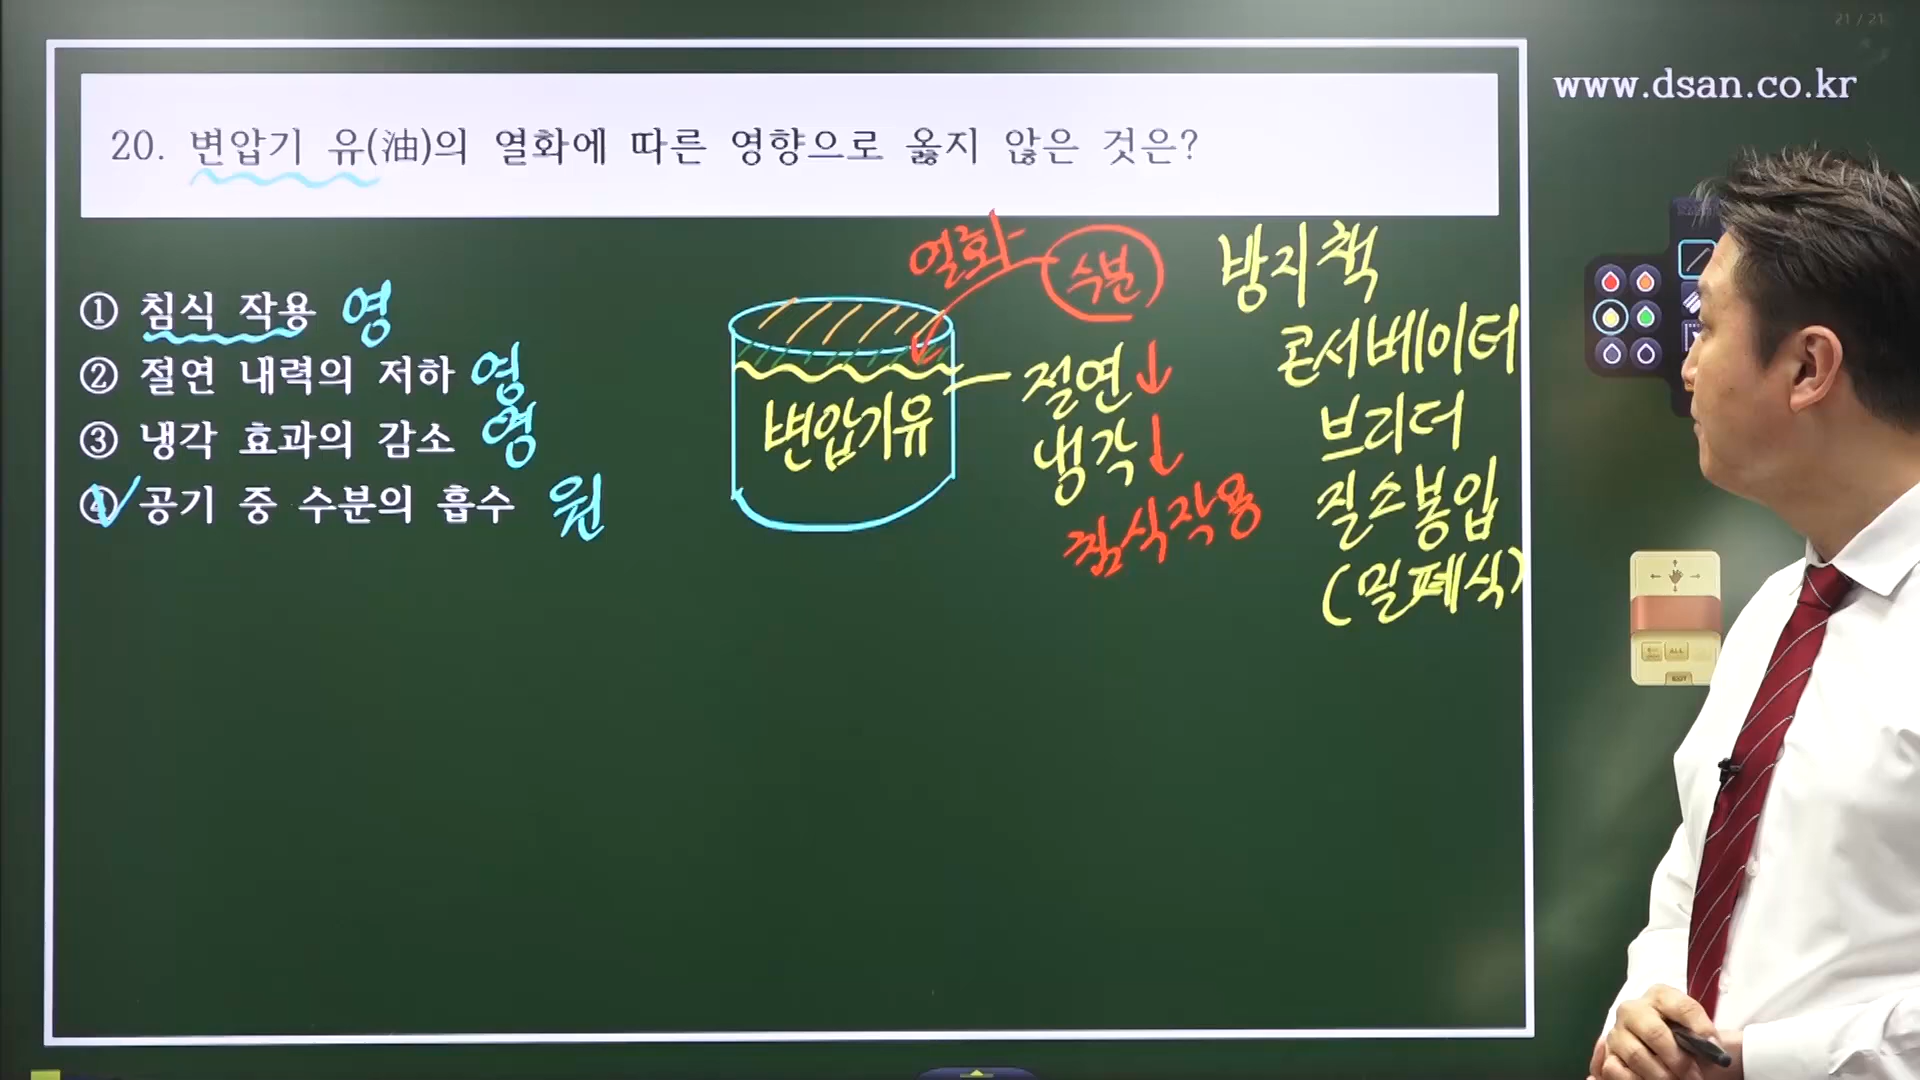 21 / 21
www.dsan.co.kr
20. 변압기 유(油)의 열화에 따른 영향으로 옳지 않은 것은?
① 침식 작용 영
② 절연 내력의 저하 영
③ 냉각 효과의 감소 영
④ 공기 중 수분의 흡수 원
열화 수분
변압기유
절연↓
냉각↓
침식작용
방지책
콘서베이터
브리더
질소봉입
(밀폐식)
ALL